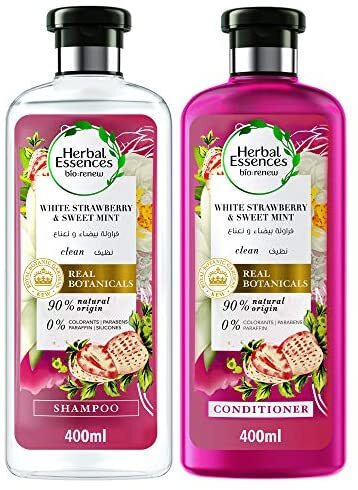 Herbal
Essences
bio:renew
WHITE STRAWBERRY
& SWEET MINT
فراولة بيضاء و نعناع
clean نظيف
REAL
BOTANICALS
90% natural
origin
0% COLORANTS | PARABENS
PARAFFIN | SILICONES
SHAMPOO
400ml
Herbal
Essences
bio:renew
WHITE STRAWBERRY
& SWEET MINT
فراولة بيضاء و نعناع
clean نظيف
REAL
BOTANICALS
90% natural
origin
0% COLORANTS | PARABENS
PARAFFIN
CONDITIONER
400ml